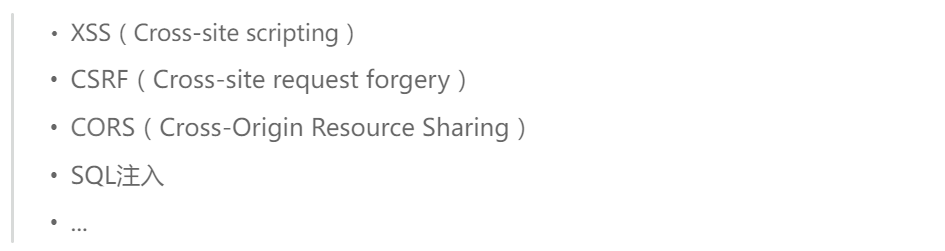 • XSS ( Cross-site scripting )
• CSRF ( Cross-site request forgery )
• CORS ( Cross-Origin Resource Sharing )
• SQL注入
• ...